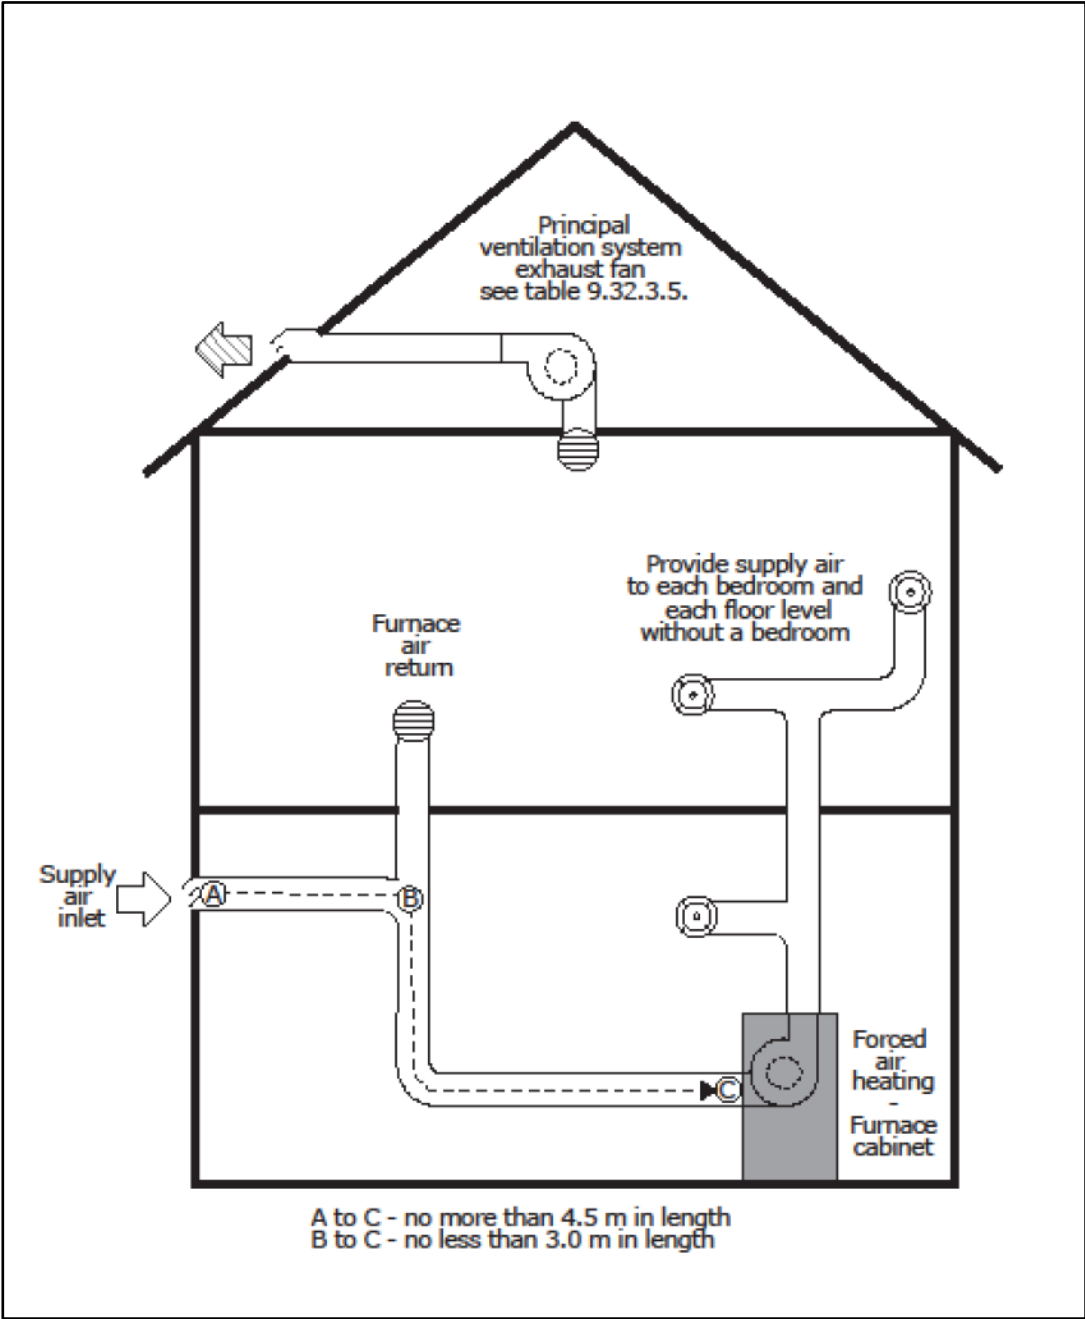 Principal
ventilation system
exhaust fan
see table 9.32.3.5.
Provide supply air
to each bedroom and
each floor level
without a bedroom
Furnace
air
return
Supply
air
inlet
A
B
C
Forced
air
heating
-
Furnace
cabinet
A to C - no more than 4.5 m in length
B to C - no less than 3.0 m in length